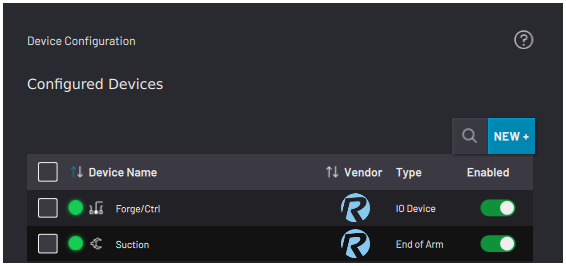 Device Configuration
?
Configured Devices
NEW +
Device Name Vendor Type Enabled
Forge/Ctrl R IO Device
Suction R End of Arm